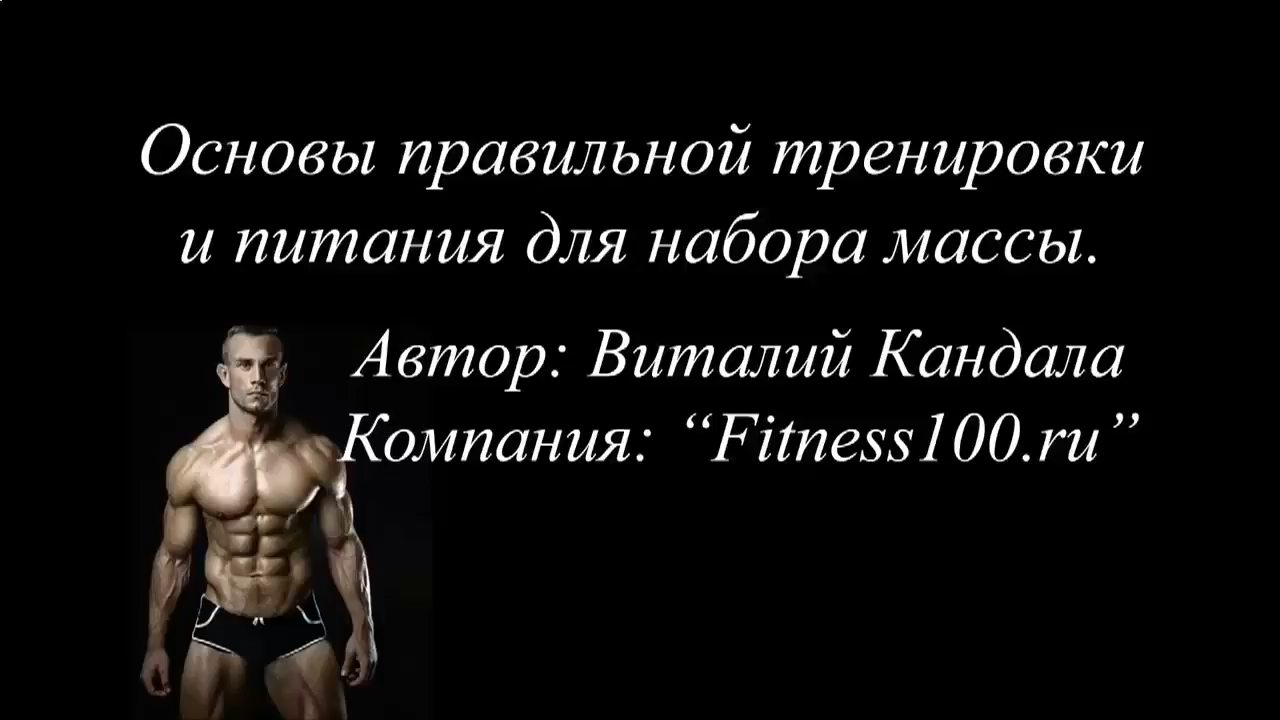 Основы правильной тренировки
и питания для набора массы.
Автор: Виталий Кандала
Компания: “Fitness100.ru”